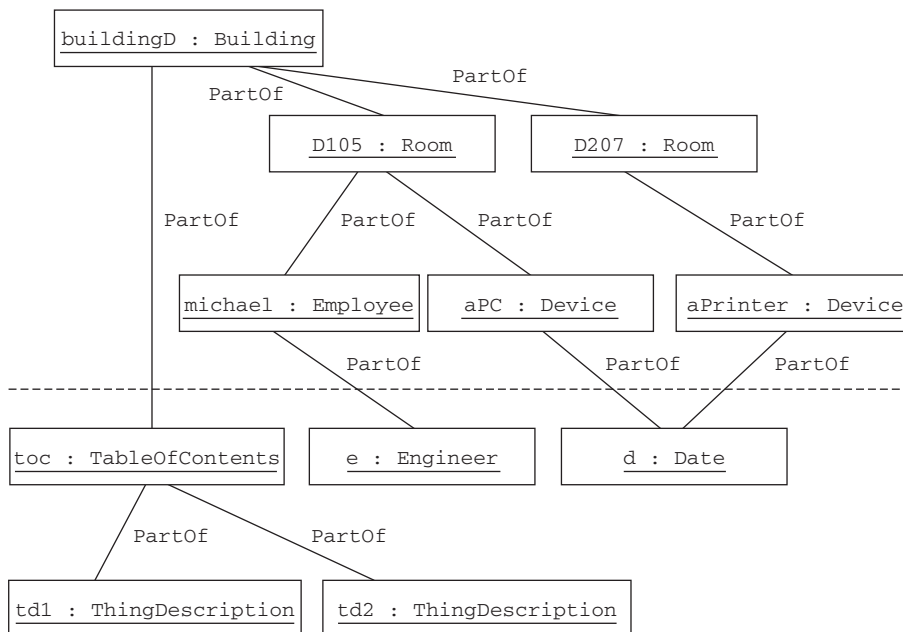 buildingD : Building
PartOf
PartOf
D105 : Room
D207 : Room
PartOf
PartOf
PartOf
PartOf
michael : Employee
aPC : Device
aPrinter : Device
PartOf
PartOf
PartOf
toc : TableOfContents
e : Engineer
d : Date
PartOf
PartOf
td1 : ThingDescription
td2 : ThingDescription